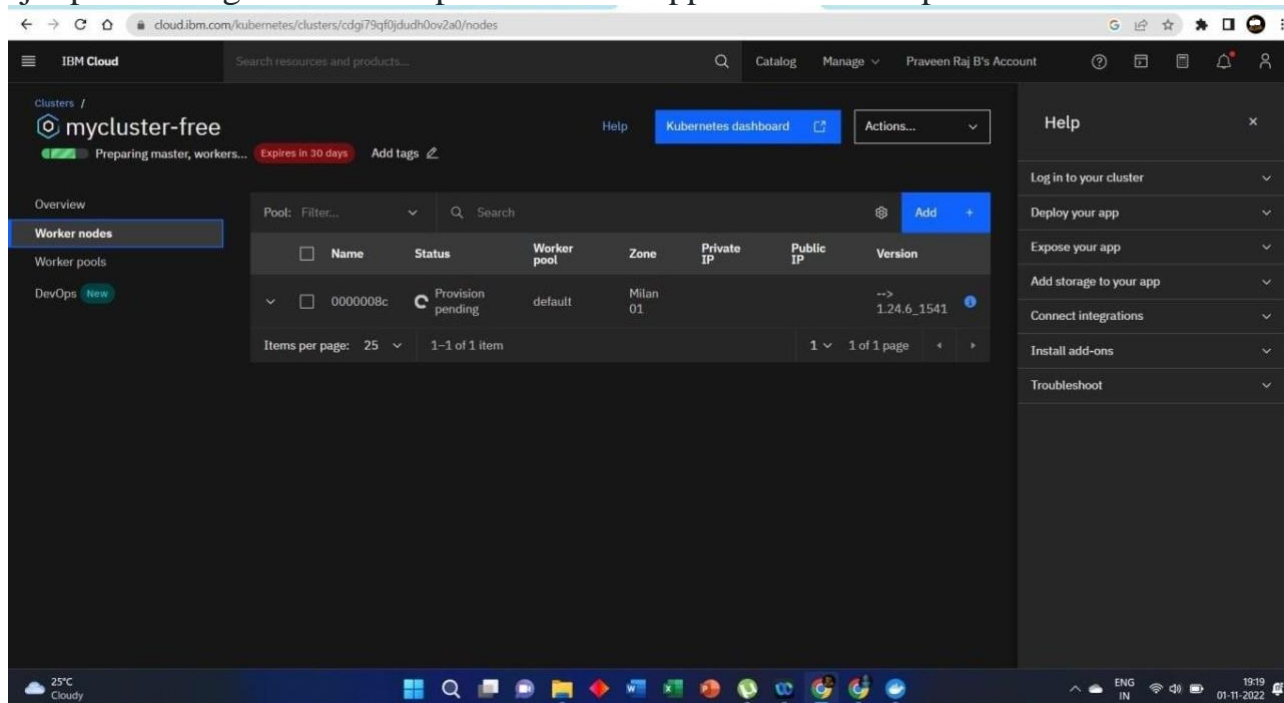 cloud.ibm.com/kubernetes/clusters/cdgi79qf0jdudh0ov2a0/nodes
IBM Cloud
Search resources and products...
Catalog
Manage
Praveen Raj B's Account
Clusters /
mycluster-free
Preparing master, workers...
Expires in 30 days
Add tags
Help
Kubernetes dashboard
Actions...
Overview
Worker nodes
Worker pools
DevOps New
Pool: Filter...
Search
Add +
Name Status Worker pool Zone Private IP Public IP Version
0000008c Provision pending default Milan 01 --> 1.24.6_1541
Items per page: 25 1–1 of 1 item 1 1 of 1 page
Help
Log in to your cluster
Deploy your app
Expose your app
Add storage to your app
Connect integrations
Install add-ons
Troubleshoot
25°C
Cloudy
ENG
IN
19:19
01-11-2022